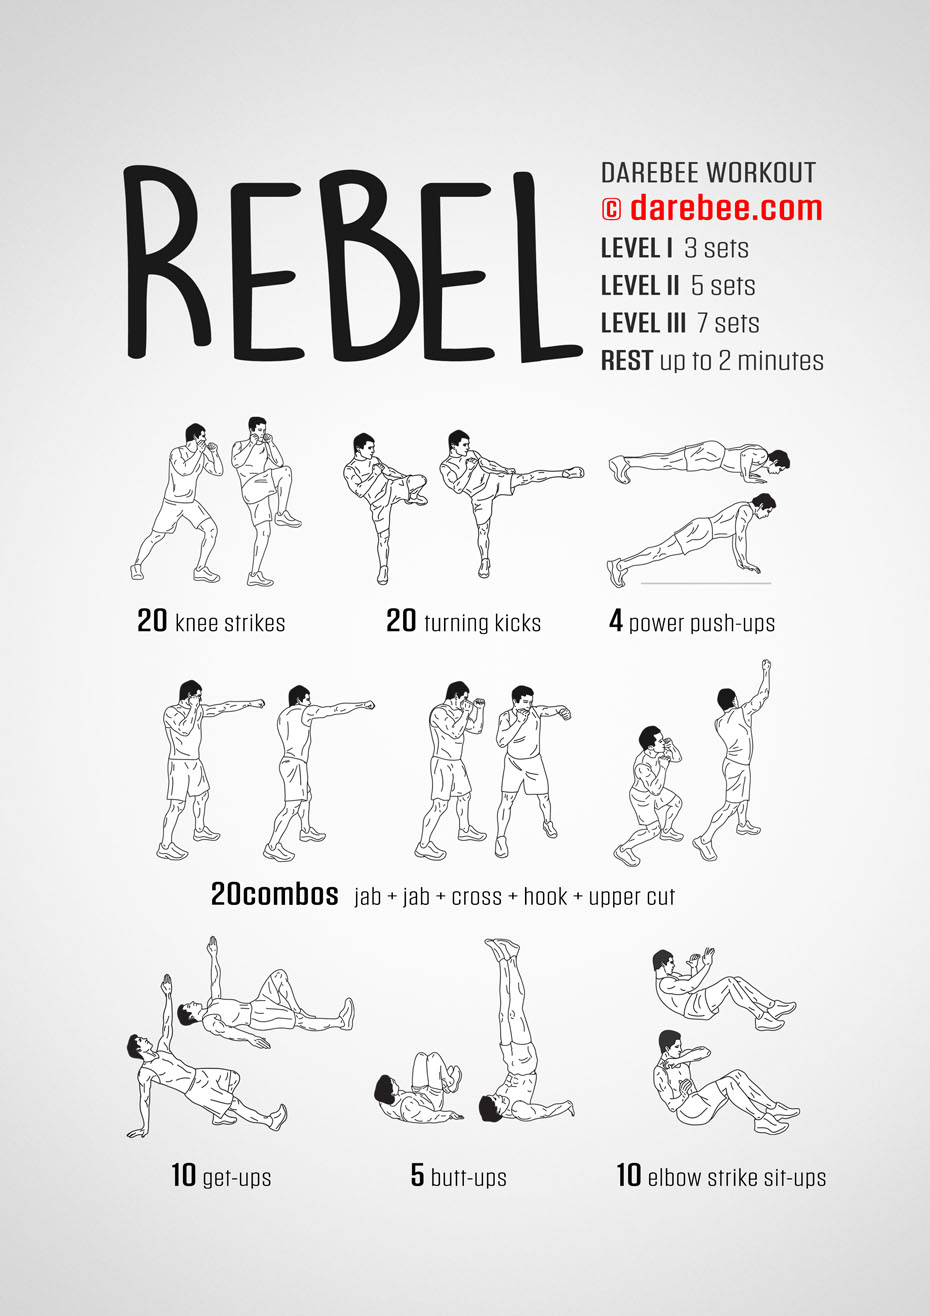 REBEL
DAREBEE WORKOUT
© darebee.com
LEVEL I 3 sets
LEVEL II 5 sets
LEVEL III 7 sets
REST up to 2 minutes
20 knee strikes
20 turning kicks
4 power push-ups
20combos jab + jab + cross + hook + upper cut
10 get-ups
5 butt-ups
10 elbow strike sit-ups